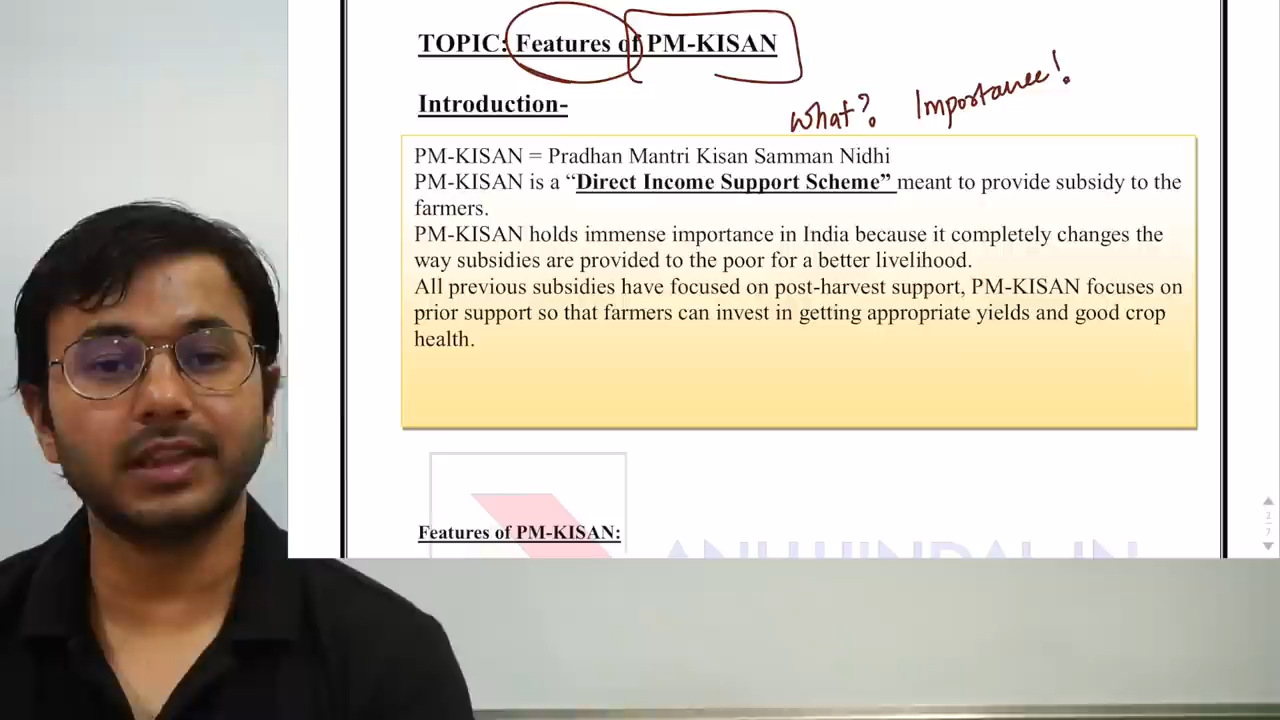 TOPIC: Features of PM-KISAN
Introduction-
What? Importance!
PM-KISAN = Pradhan Mantri Kisan Samman Nidhi
PM-KISAN is a “Direct Income Support Scheme” meant to provide subsidy to the
farmers.
PM-KISAN holds immense importance in India because it completely changes the
way subsidies are provided to the poor for a better livelihood.
All previous subsidies have focused on post-harvest support, PM-KISAN focuses on
prior support so that farmers can invest in getting appropriate yields and good crop
health.
Features of PM-KISAN:
2
7